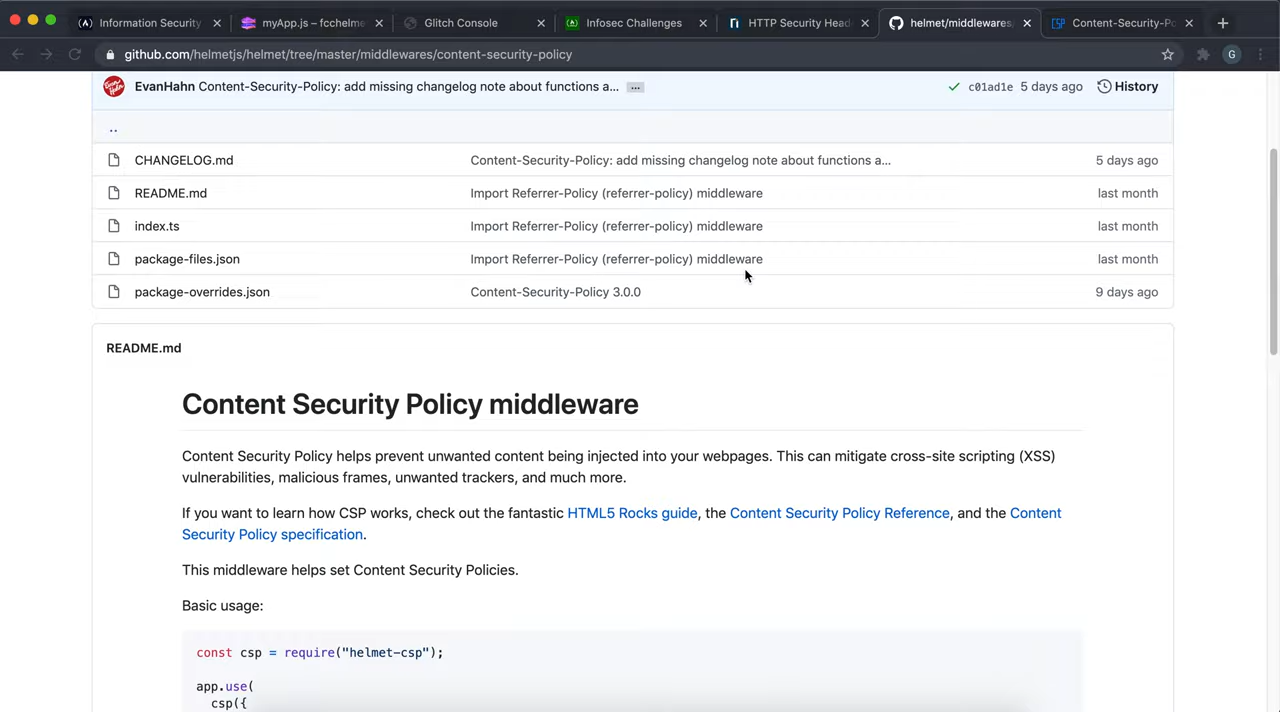 Information Security
myApp.js – fcchelme
Glitch Console
Infosec Challenges
HTTP Security Head
helmet/middlewares
Content-Security-Po
github.com/helmetjs/helmet/tree/master/middlewares/content-security-policy
G
EvanHahn Content-Security-Policy: add missing changelog note about functions a... ... c01ad1e 5 days ago History
..
CHANGELOG.md Content-Security-Policy: add missing changelog note about functions a... 5 days ago
README.md Import Referrer-Policy (referrer-policy) middleware last month
index.ts Import Referrer-Policy (referrer-policy) middleware last month
package-files.json Import Referrer-Policy (referrer-policy) middleware last month
package-overrides.json Content-Security-Policy 3.0.0 9 days ago
README.md
Content Security Policy middleware
Content Security Policy helps prevent unwanted content being injected into your webpages. This can mitigate cross-site scripting (XSS)
vulnerabilities, malicious frames, unwanted trackers, and much more.
If you want to learn how CSP works, check out the fantastic HTML5 Rocks guide, the Content Security Policy Reference, and the Content
Security Policy specification.
This middleware helps set Content Security Policies.
Basic usage:
const csp = require("helmet-csp");
app.use(
csp({